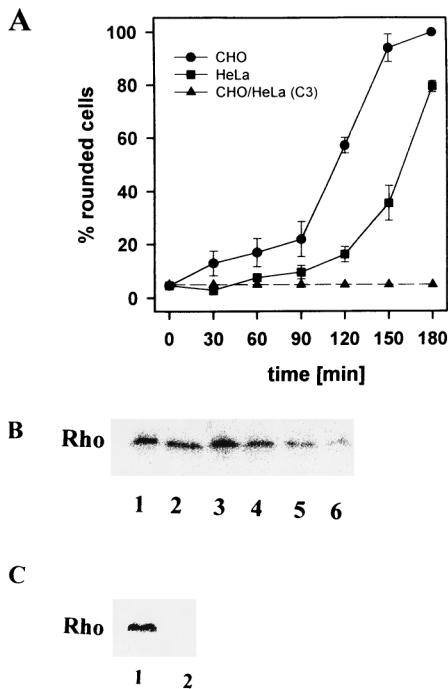 A
CHO
HeLa
CHO/HeLa (C3)
% rounded cells
100
80
60
40
20
0
0 30 60 90 120 150 180
time [min]
B
Rho
1 2 3 4 5 6
C
Rho
1 2